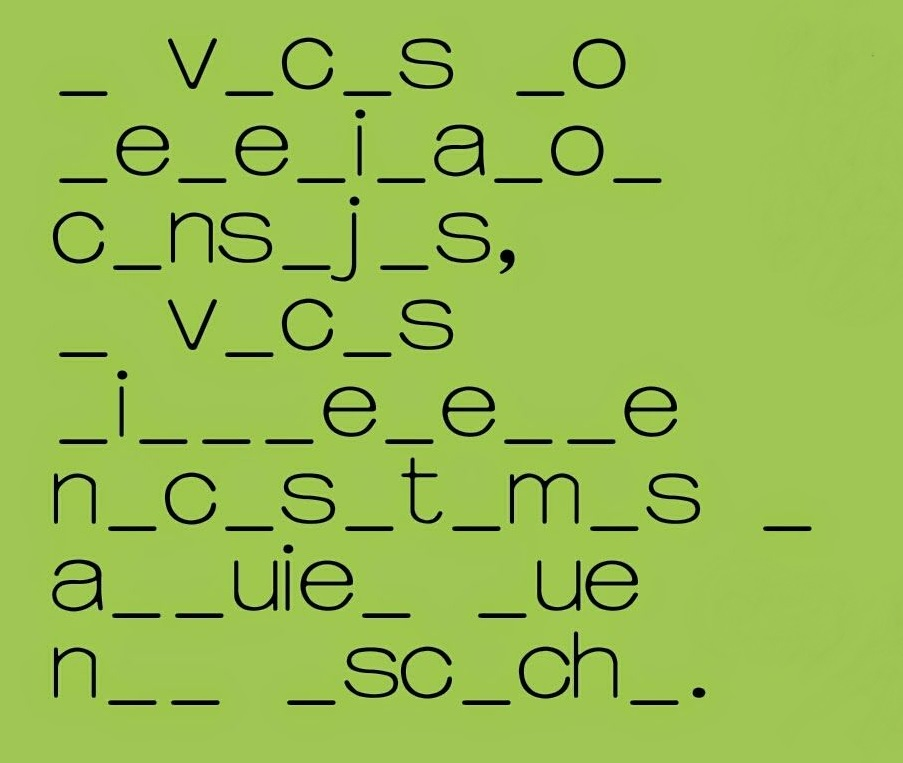 _ v_c_s _o
_e_e_i_a_o_
c_ns_j_s,
_ v_c_s
_i___e_e__e
n_c_s_t_m_s _
a__uie_ _ue
n__ _sc_ch_.